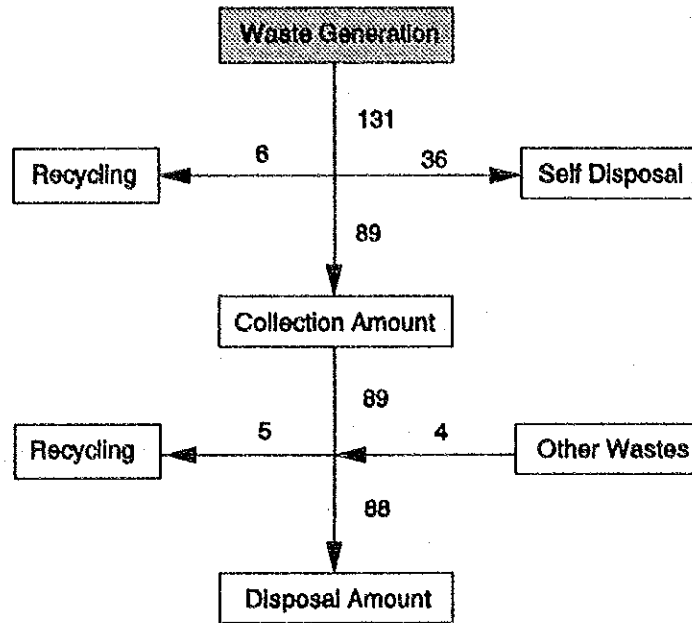 Waste Generation
131
6
36
Recycling
Self Disposal
89
Collection Amount
89
5
4
Recycling
Other Wastes
88
Disposal Amount